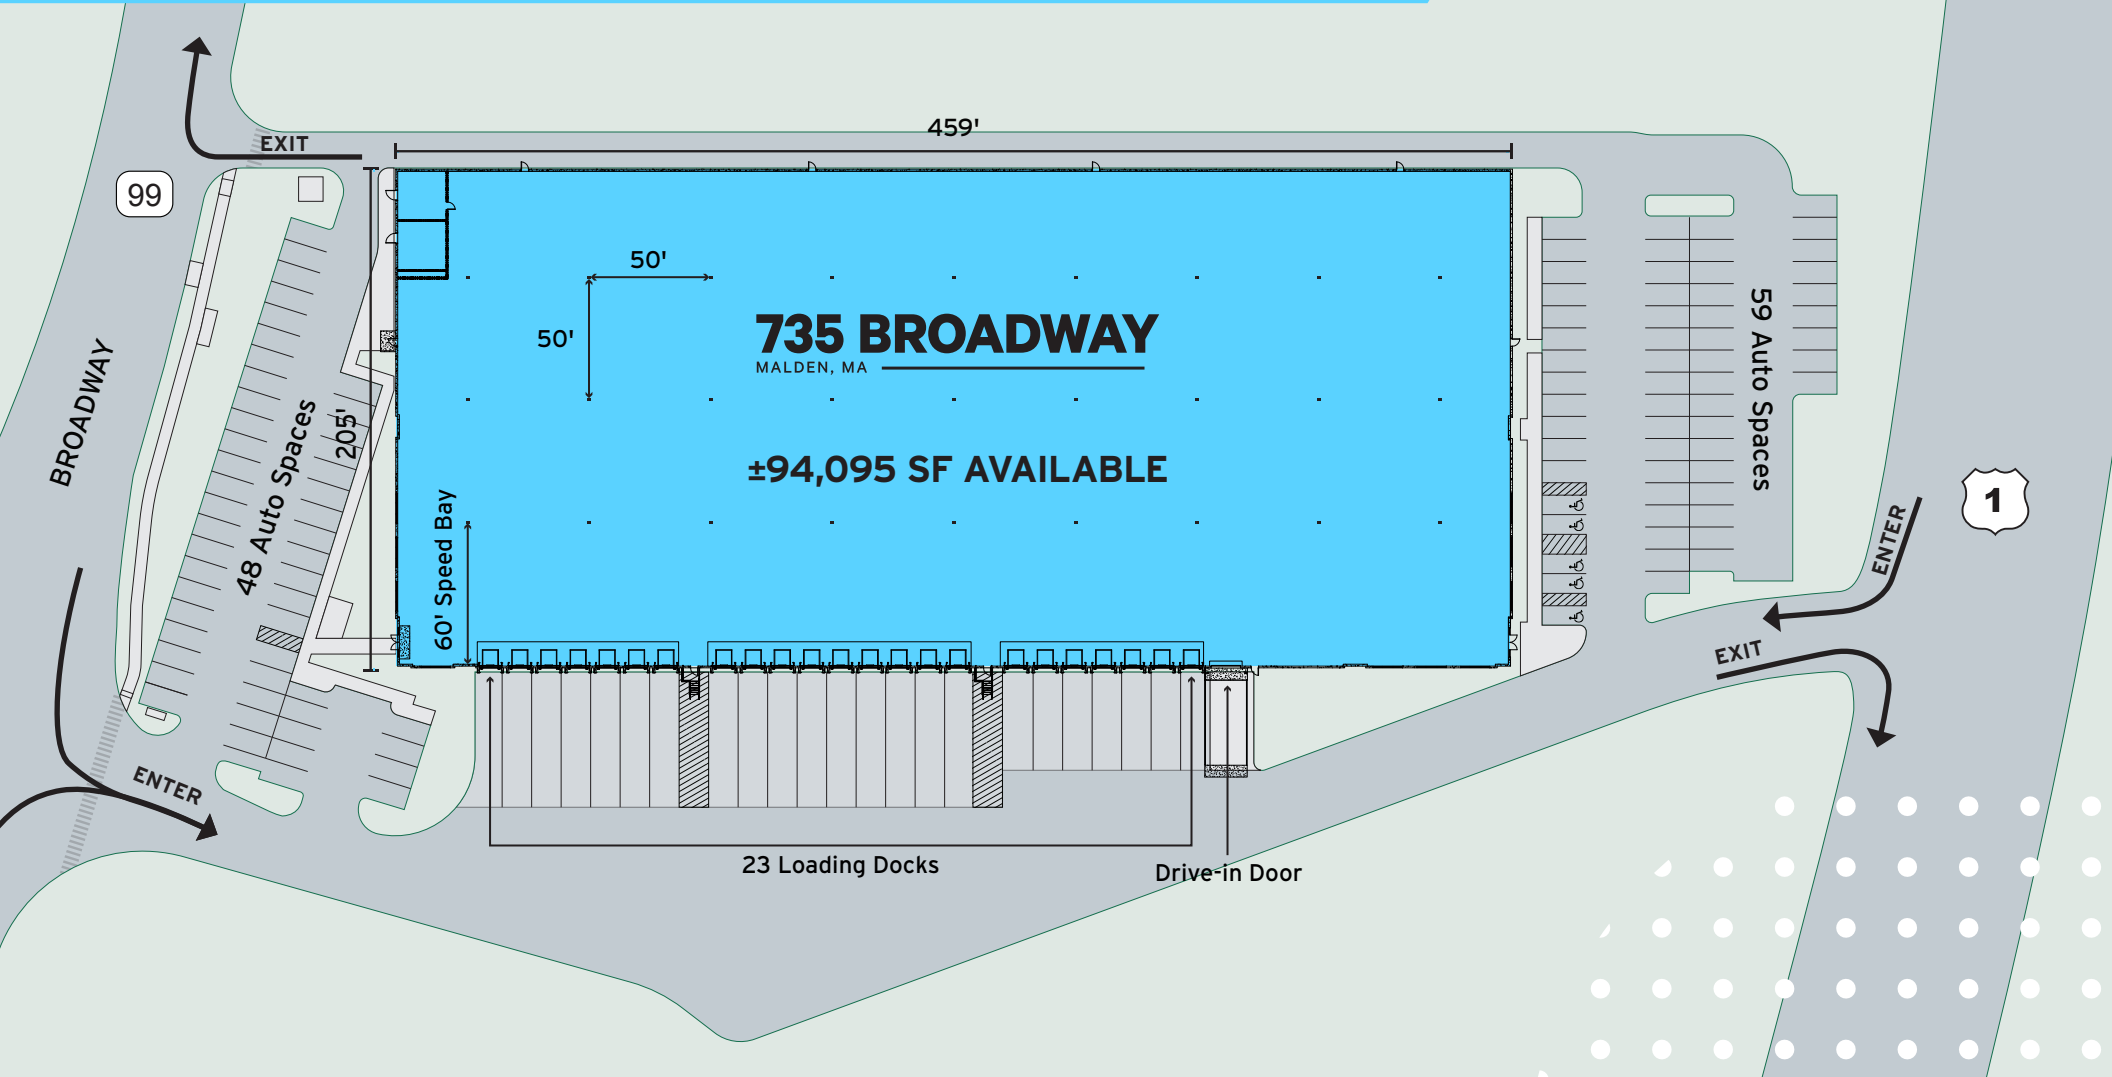 459'
EXIT
99
50'
50'
735 BROADWAY
MALDEN, MA
±94,095 SF AVAILABLE
59 Auto Spaces
BROADWAY
48 Auto Spaces
205'
60' Speed Bay
1
ENTER
EXIT
ENTER
23 Loading Docks
Drive-in Door